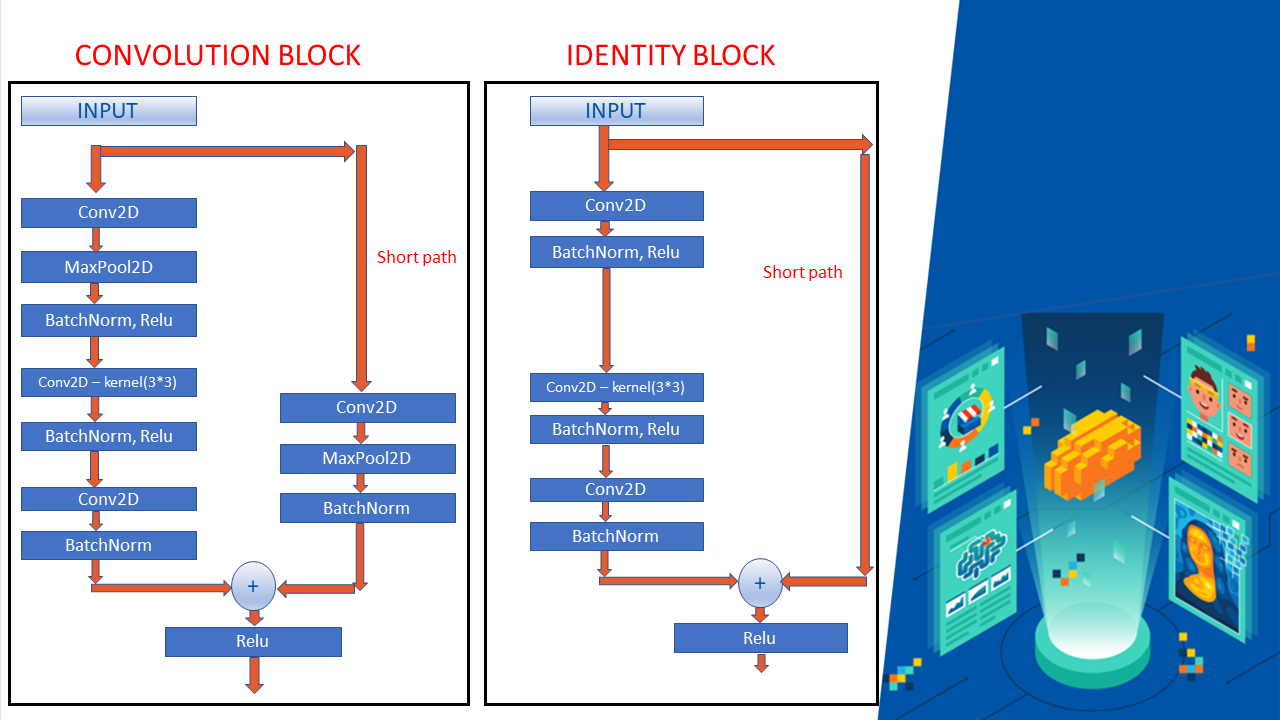 CONVOLUTION BLOCK
INPUT
Conv2D
MaxPool2D
BatchNorm, Relu
Conv2D – kernel(3*3)
BatchNorm, Relu
Conv2D
BatchNorm
Short path
Conv2D
MaxPool2D
BatchNorm
+
Relu
IDENTITY BLOCK
INPUT
Conv2D
BatchNorm, Relu
Conv2D – kernel(3*3)
BatchNorm, Relu
Conv2D
BatchNorm
Short path
+
Relu